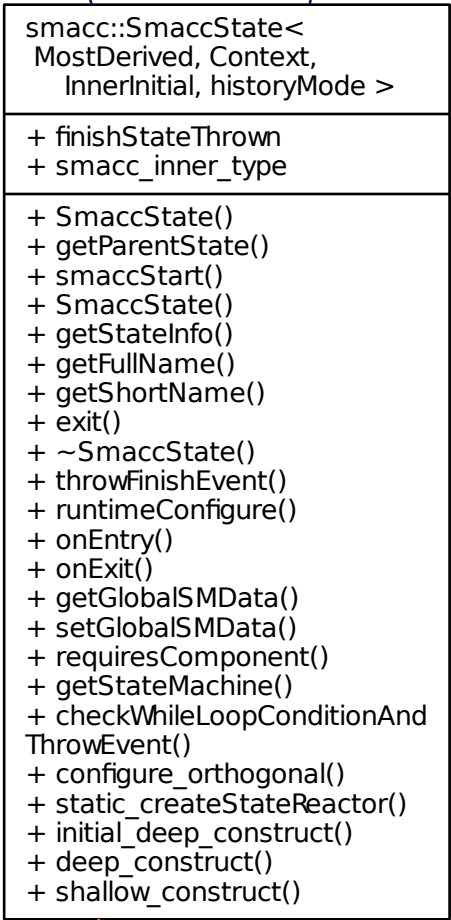 smacc::SmaccState<
MostDerived, Context,
InnerInitial, historyMode >
+ finishStateThrown
+ smacc_inner_type
+ SmaccState()
+ getParentState()
+ smaccStart()
+ SmaccState()
+ getStateInfo()
+ getFullName()
+ getShortName()
+ exit()
+ ~SmaccState()
+ throwFinishEvent()
+ runtimeConfigure()
+ onEntry()
+ onExit()
+ getGlobalSMData()
+ setGlobalSMData()
+ requiresComponent()
+ getStateMachine()
+ checkWhileLoopConditionAnd
ThrowEvent()
+ configure_orthogonal()
+ static_createStateReactor()
+ initial_deep_construct()
+ deep_construct()
+ shallow_construct()